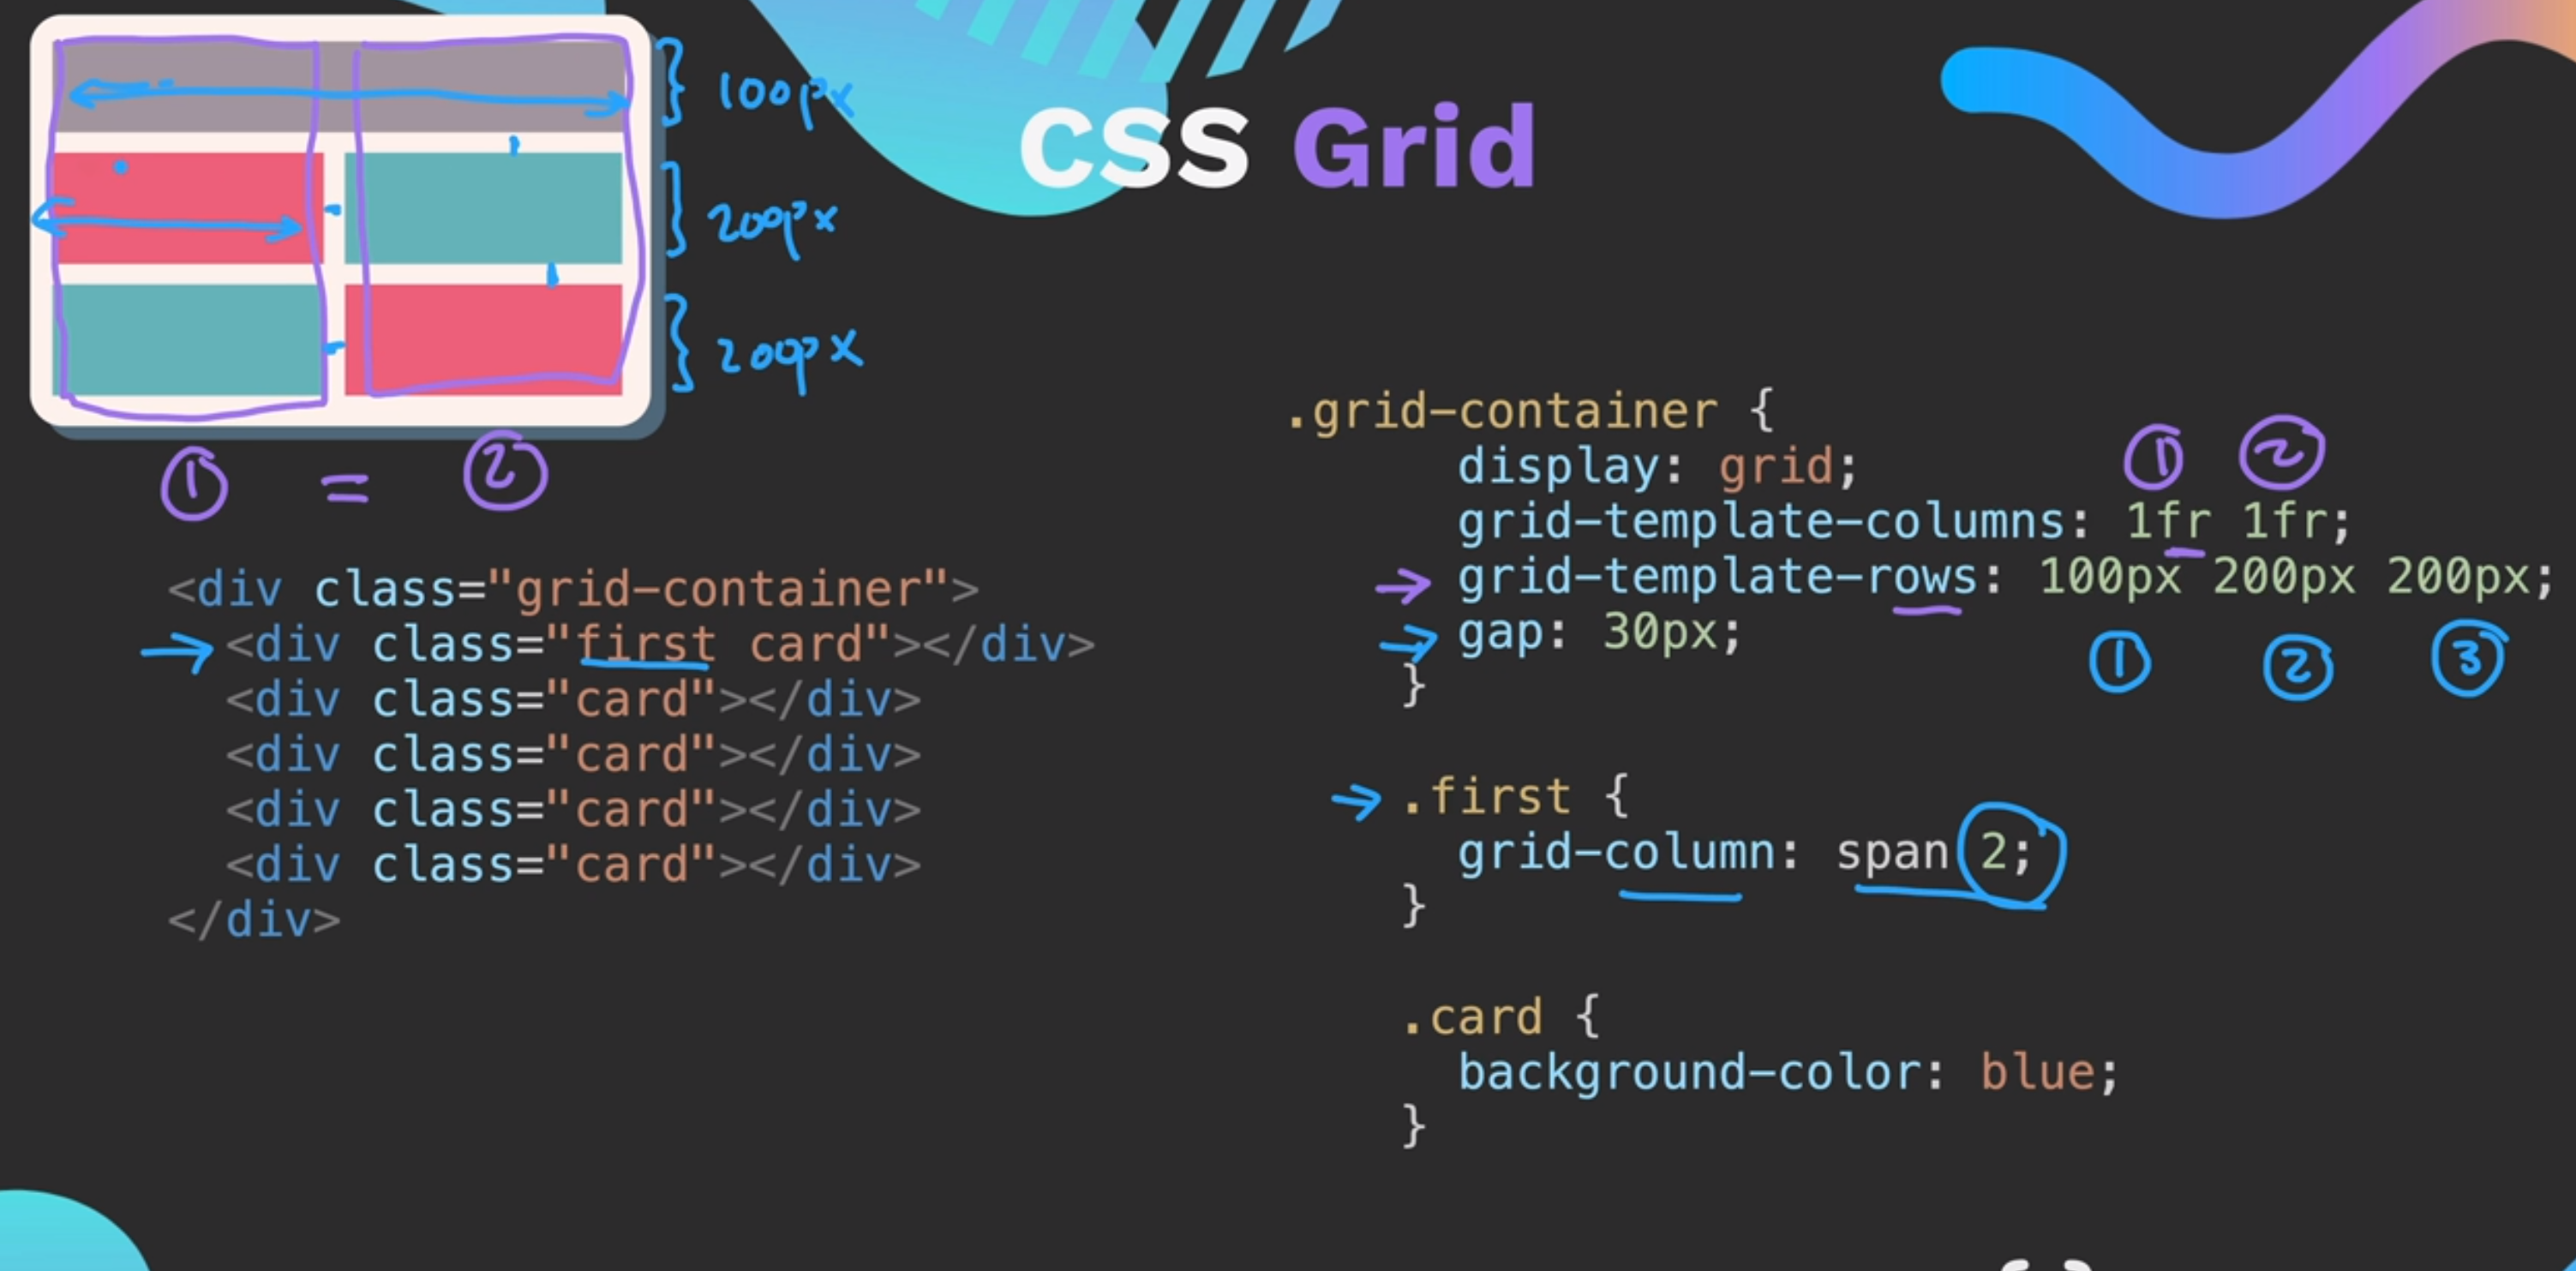 100px
CSS Grid
200px
200px
① = ②
<div class="grid-container">
  <div class="first card"></div>
  <div class="card"></div>
  <div class="card"></div>
  <div class="card"></div>
  <div class="card"></div>
</div>
.grid-container {
① ②
display: grid;
grid-template-columns: 1fr 1fr;
grid-template-rows: 100px 200px 200px;
gap: 30px;
① ② ③
}
.first {
grid-column: span 2;
}
.card {
background-color: blue;
}